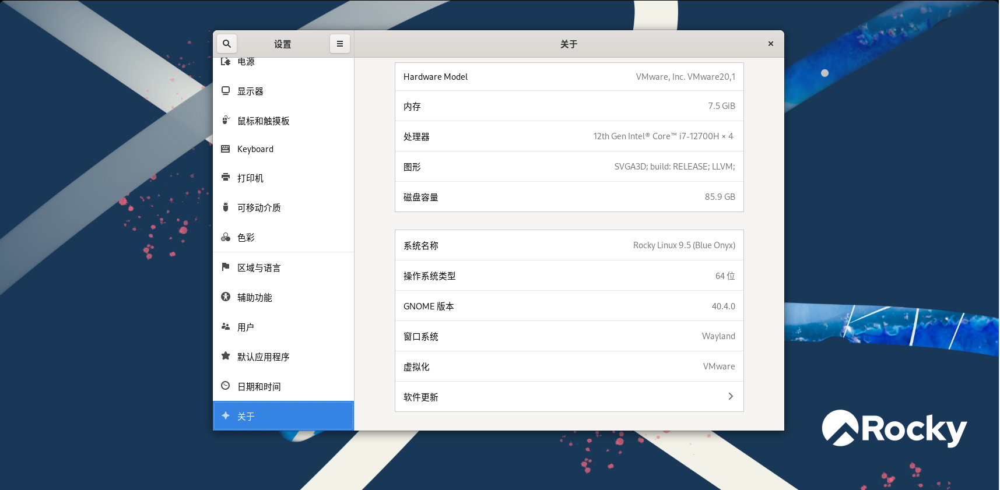 设置
关于
电源
显示器
鼠标和触摸板
Keyboard
打印机
可移动介质
色彩
区域与语言
辅助功能
用户
默认应用程序
日期和时间
关于
Hardware Model VMware, Inc. VMware20,1
内存 7.5 GiB
处理器 12th Gen Intel® Core™ i7-12700H × 4
图形 SVGA3D; build: RELEASE; LLVM;
磁盘容量 85.9 GB
系统名称 Rocky Linux 9.5 (Blue Onyx)
操作系统类型 64 位
GNOME 版本 40.4.0
窗口系统 Wayland
虚拟化 VMware
软件更新
Rocky